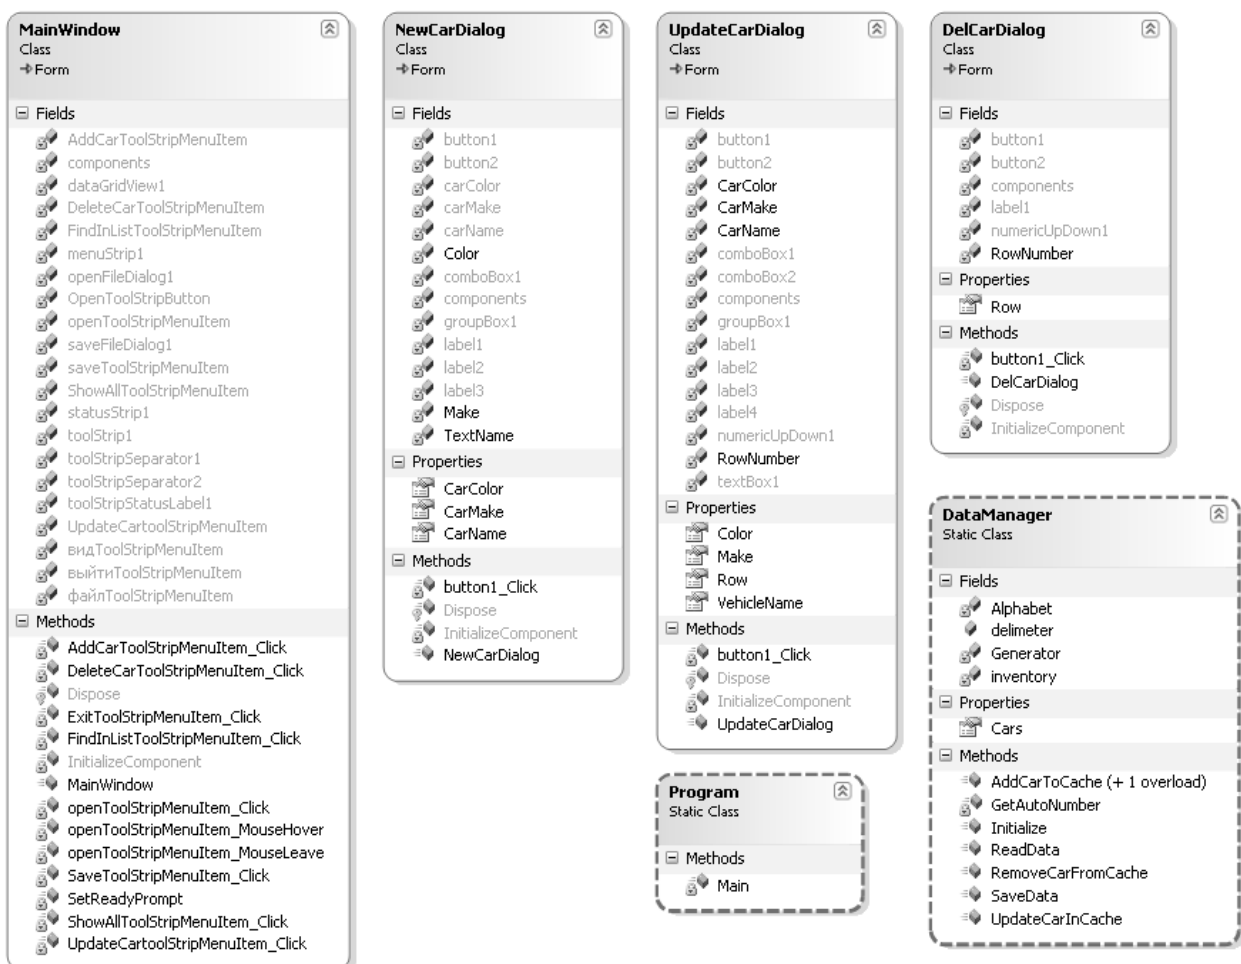 MainWindow
Class
Form
Fields
AddCarToolStripMenuItem
components
dataGridView1
DeleteCarToolStripMenuItem
FindInListToolStripMenuItem
menuStrip1
openFileDialog1
OpenToolStripButton
openToolStripMenuItem
saveFileDialog1
saveToolStripMenuItem
ShowAllToolStripMenuItem
statusStrip1
toolStrip1
toolStripSeparator1
toolStripSeparator2
toolStripStatusLabel1
UpdateCartoolStripMenuItem
видToolStripMenuItem
выйтиToolStripMenuItem
файлToolStripMenuItem
Methods
AddCarToolStripMenuItem_Click
DeleteCarToolStripMenuItem_Click
Dispose
ExitToolStripMenuItem_Click
FindInListToolStripMenuItem_Click
InitializeComponent
MainWindow
openToolStripMenuItem_Click
openToolStripMenuItem_MouseHover
openToolStripMenuItem_MouseLeave
SaveToolStripMenuItem_Click
SetReadyPrompt
ShowAllToolStripMenuItem_Click
UpdateCartoolStripMenuItem_Click
NewCarDialog
Class
Form
Fields
button1
button2
carColor
carMake
carName
Color
comboBox1
components
groupBox1
label1
label2
label3
Make
TextName
Properties
CarColor
CarMake
CarName
Methods
button1_Click
Dispose
InitializeComponent
NewCarDialog
UpdateCarDialog
Class
Form
Fields
button1
button2
CarColor
CarMake
CarName
comboBox1
comboBox2
components
groupBox1
label1
label2
label3
label4
numericUpDown1
RowNumber
textBox1
Properties
Color
Make
Row
VehicleName
Methods
button1_Click
Dispose
InitializeComponent
UpdateCarDialog
Program
Static Class
Methods
Main
DelCarDialog
Class
Form
Fields
button1
button2
components
label1
numericUpDown1
RowNumber
Properties
Row
Methods
button1_Click
DelCarDialog
Dispose
InitializeComponent
DataManager
Static Class
Fields
Alphabet
delimeter
Generator
inventory
Properties
Cars
Methods
AddCarToCache (+ 1 overload)
GetAutoNumber
Initialize
ReadData
RemoveCarFromCache
SaveData
UpdateCarInCache